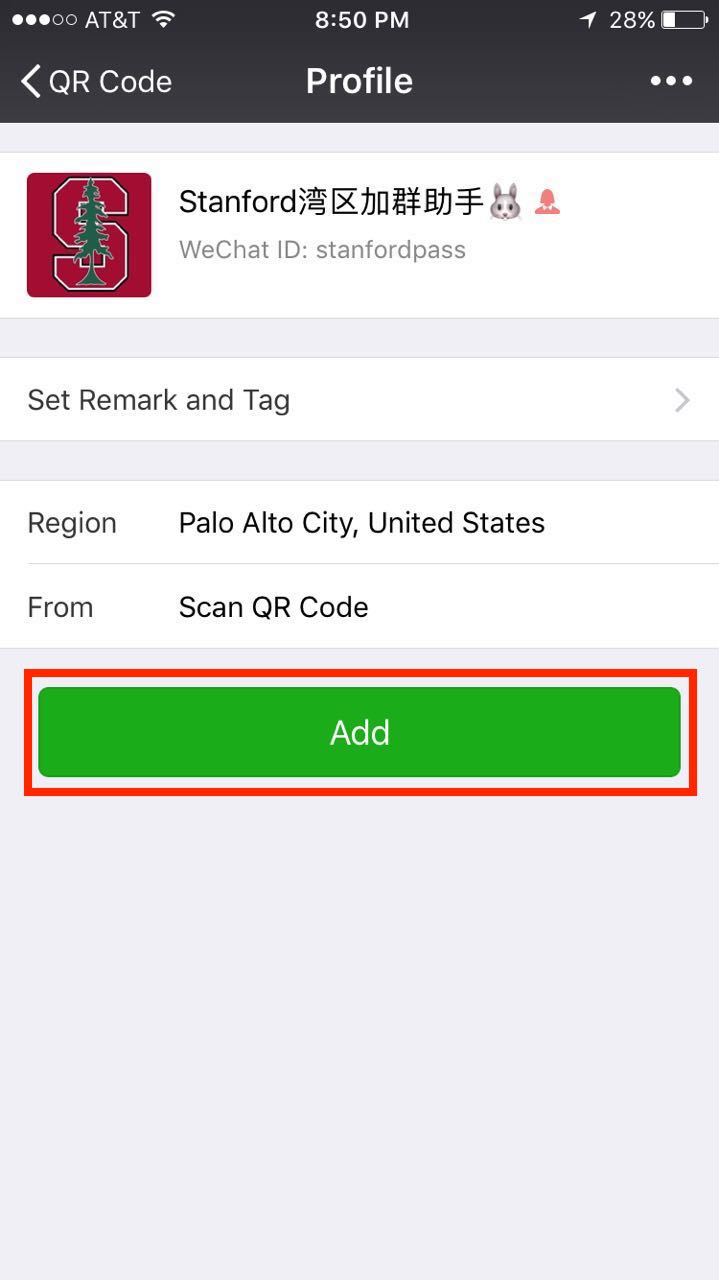 AT&T 8:50 PM 28%
QR Code Profile
Stanford湾区加群助手🐰
WeChat ID: stanfordpass
Set Remark and Tag
Region Palo Alto City, United States
From Scan QR Code
Add